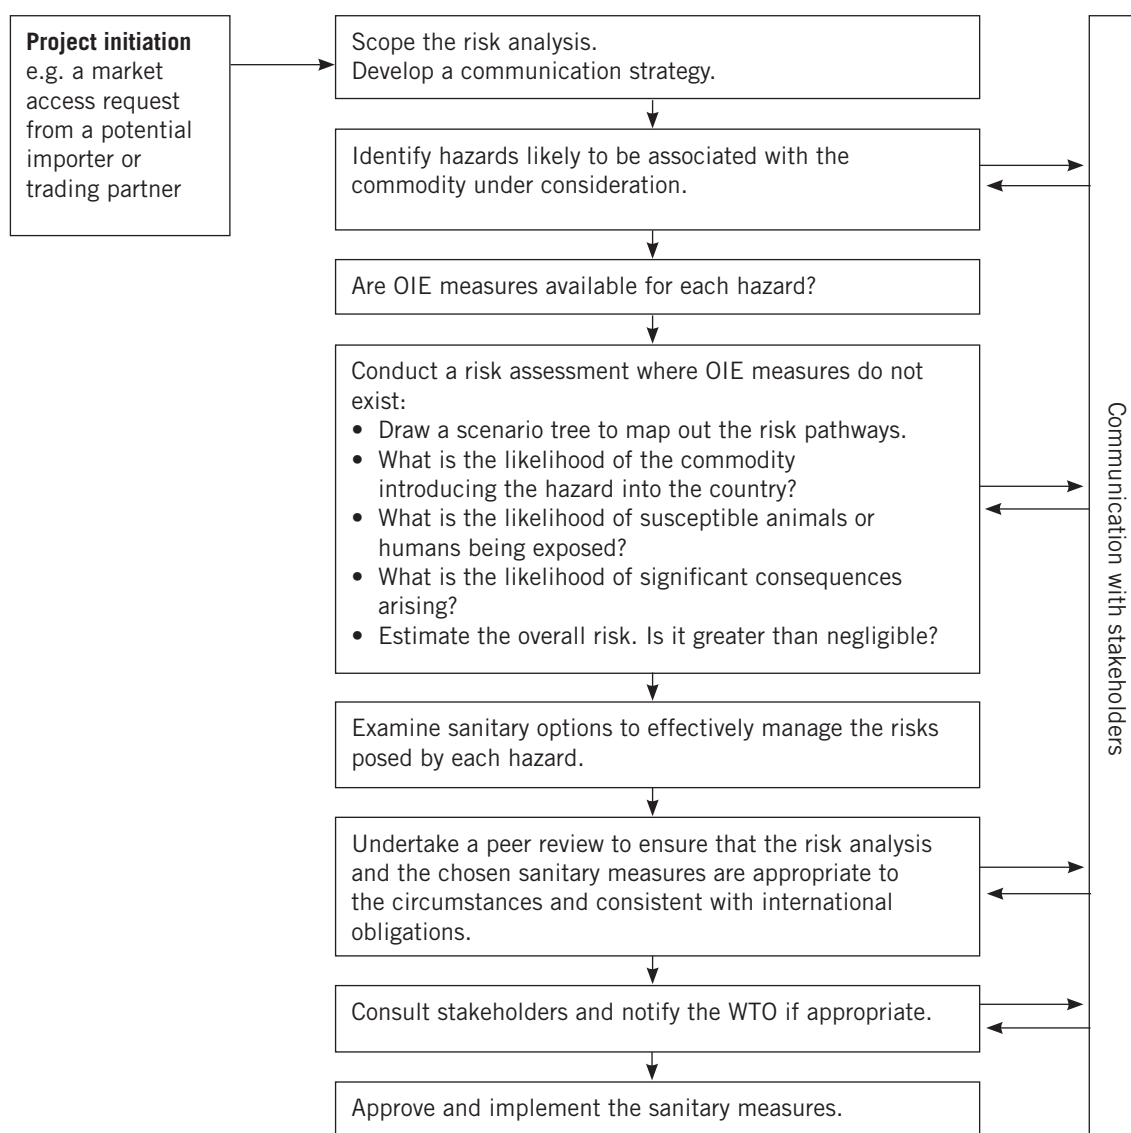 Project initiation
e.g. a market
access request
from a potential
importer or
trading partner
Scope the risk analysis.
Develop a communication strategy.
Identify hazards likely to be associated with the
commodity under consideration.
Are OIE measures available for each hazard?
Conduct a risk assessment where OIE measures do not
exist:
• Draw a scenario tree to map out the risk pathways.
• What is the likelihood of the commodity
introducing the hazard into the country?
• What is the likelihood of susceptible animals or
humans being exposed?
• What is the likelihood of significant consequences
arising?
• Estimate the overall risk. Is it greater than negligible?
Examine sanitary options to effectively manage the risks
posed by each hazard.
Undertake a peer review to ensure that the risk analysis
and the chosen sanitary measures are appropriate to
the circumstances and consistent with international
obligations.
Consult stakeholders and notify the WTO if appropriate.
Approve and implement the sanitary measures.
Communication with stakeholders